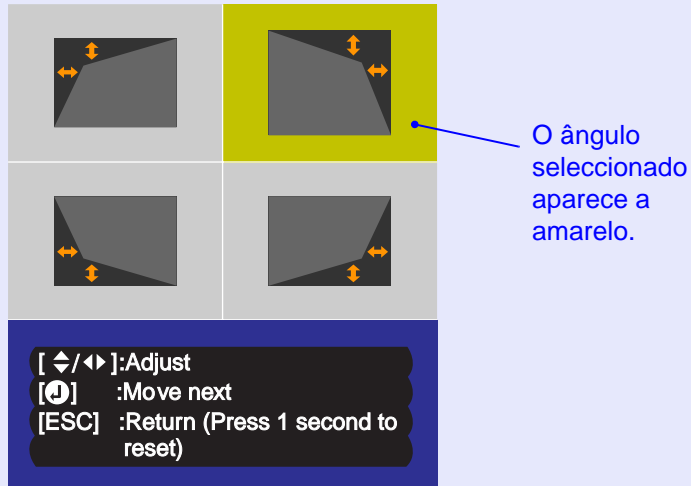 O ângulo
seleccionado
aparece a
amarelo.
[ / ]:Adjust
[ ] :Move next
[ESC] :Return (Press 1 second to
reset)